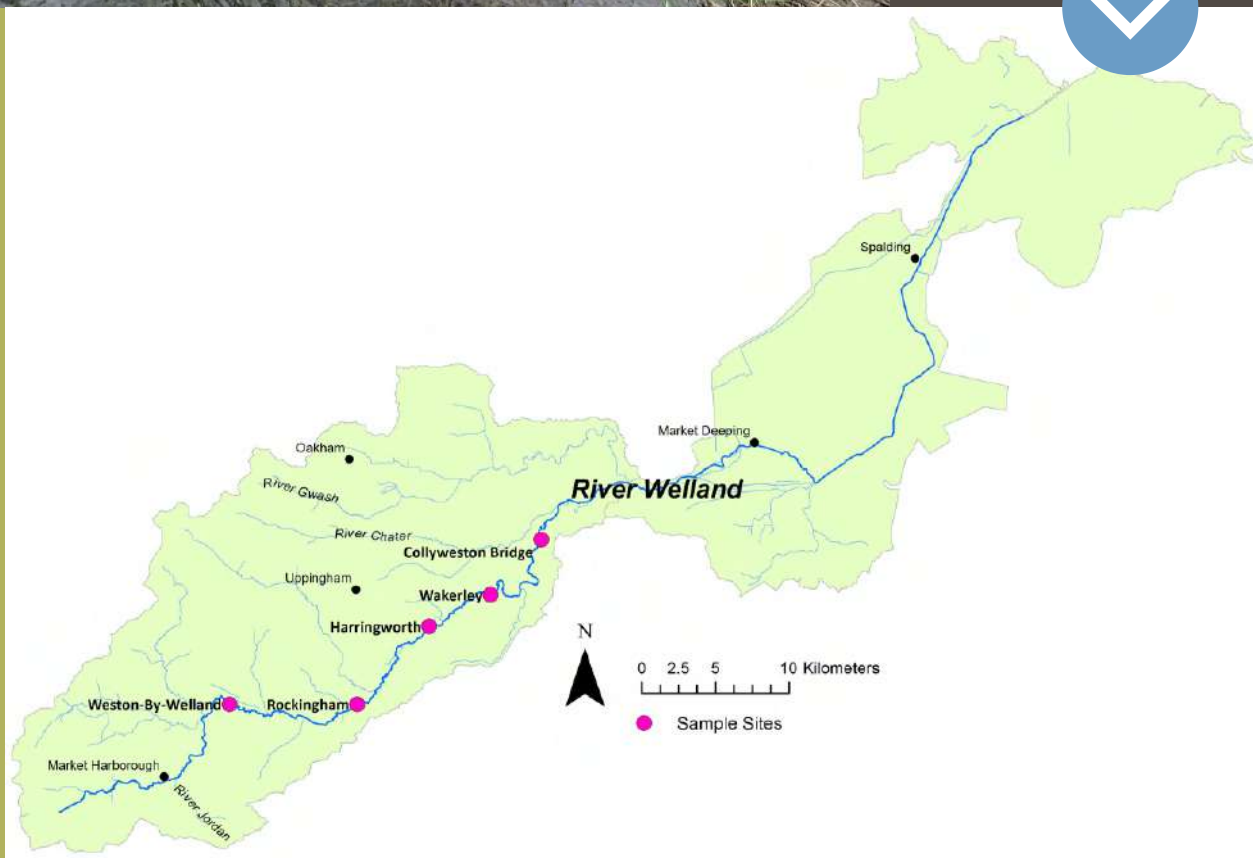 Spalding
Market Deeping
Oakham
River Gwash
River Welland
River Chater
Collyweston Bridge
Uppingham
Wakerley
Harringworth
N
0 2.5 5 10 Kilometers
Weston-By-Welland
Rockingham
Sample Sites
Market Harborough
River Jordan